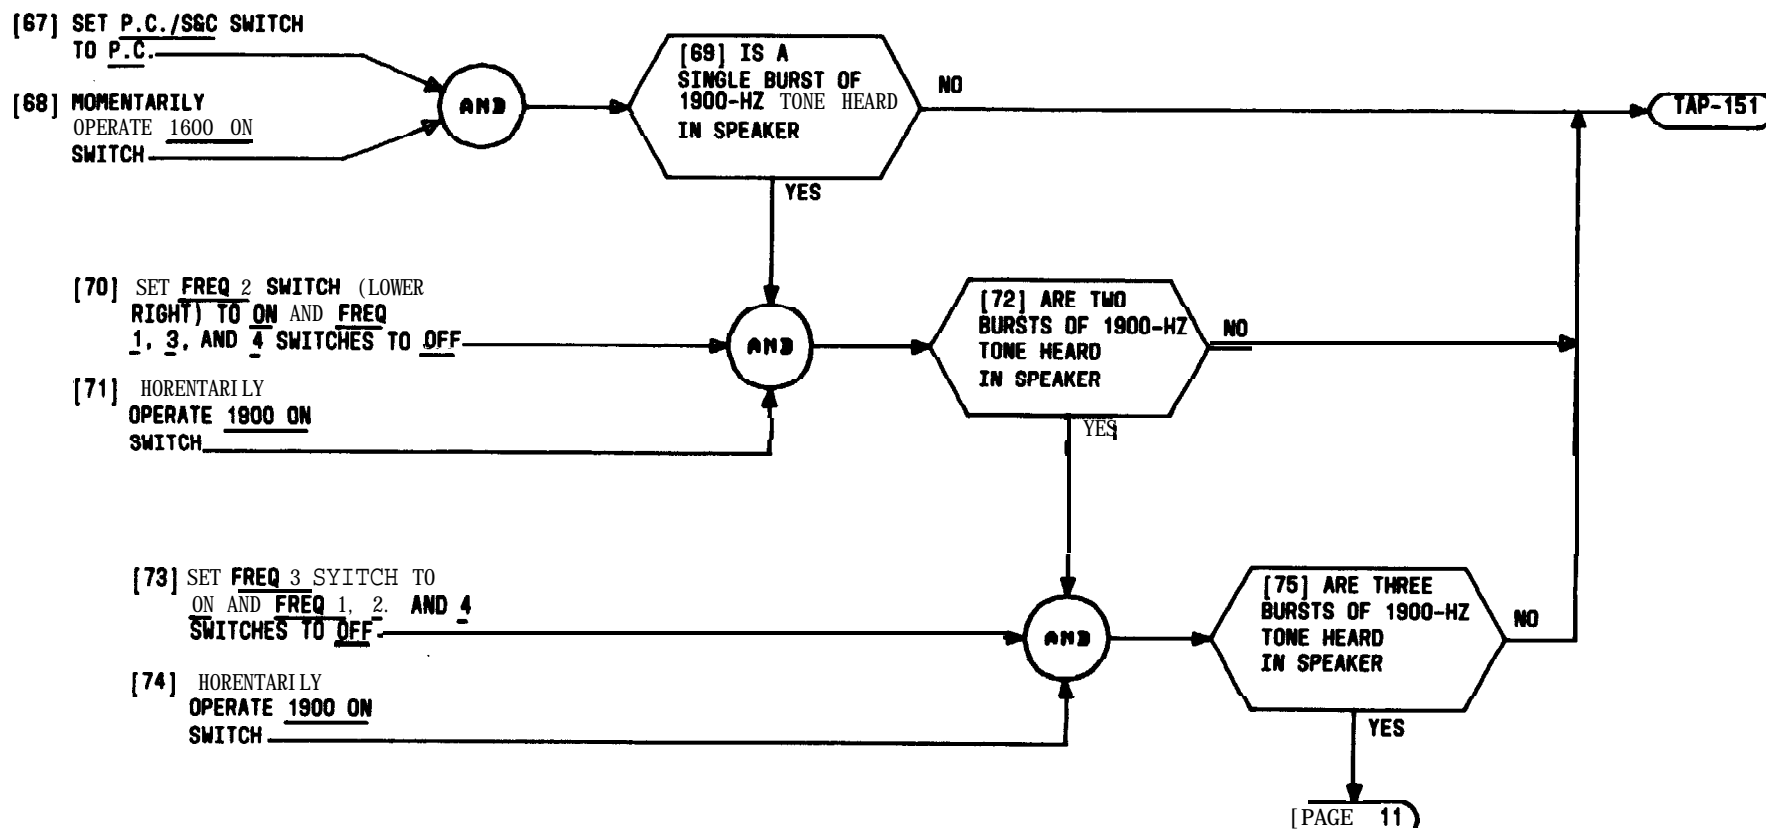 [67] SET P.C./S&C SWITCH
TO P.C.
[68] MOMENTARILY
OPERATE 1600 ON
SWITCH
AND
[69] IS A
SINGLE BURST OF
1900-HZ TONE HEARD
IN SPEAKER
NO
TAP-151
YES
[70] SET FREQ 2 SWITCH (LOWER
RIGHT) TO ON AND FREQ
1, 3, AND 4 SWITCHES TO OFF
[71] HORENTARILY
OPERATE 1900 ON
SWITCH
AND
[72] ARE TWO
BURSTS OF 1900-HZ
TONE HEARD
IN SPEAKER
NO
YES
[73] SET FREQ 3 SYITCH TO
ON AND FREQ 1, 2. AND 4
SWITCHES TO OFF
[74] HORENTARILY
OPERATE 1900 ON
SWITCH
AND
[75] ARE THREE
BURSTS OF 1900-HZ
TONE HEARD
IN SPEAKER
NO
YES
[PAGE 11